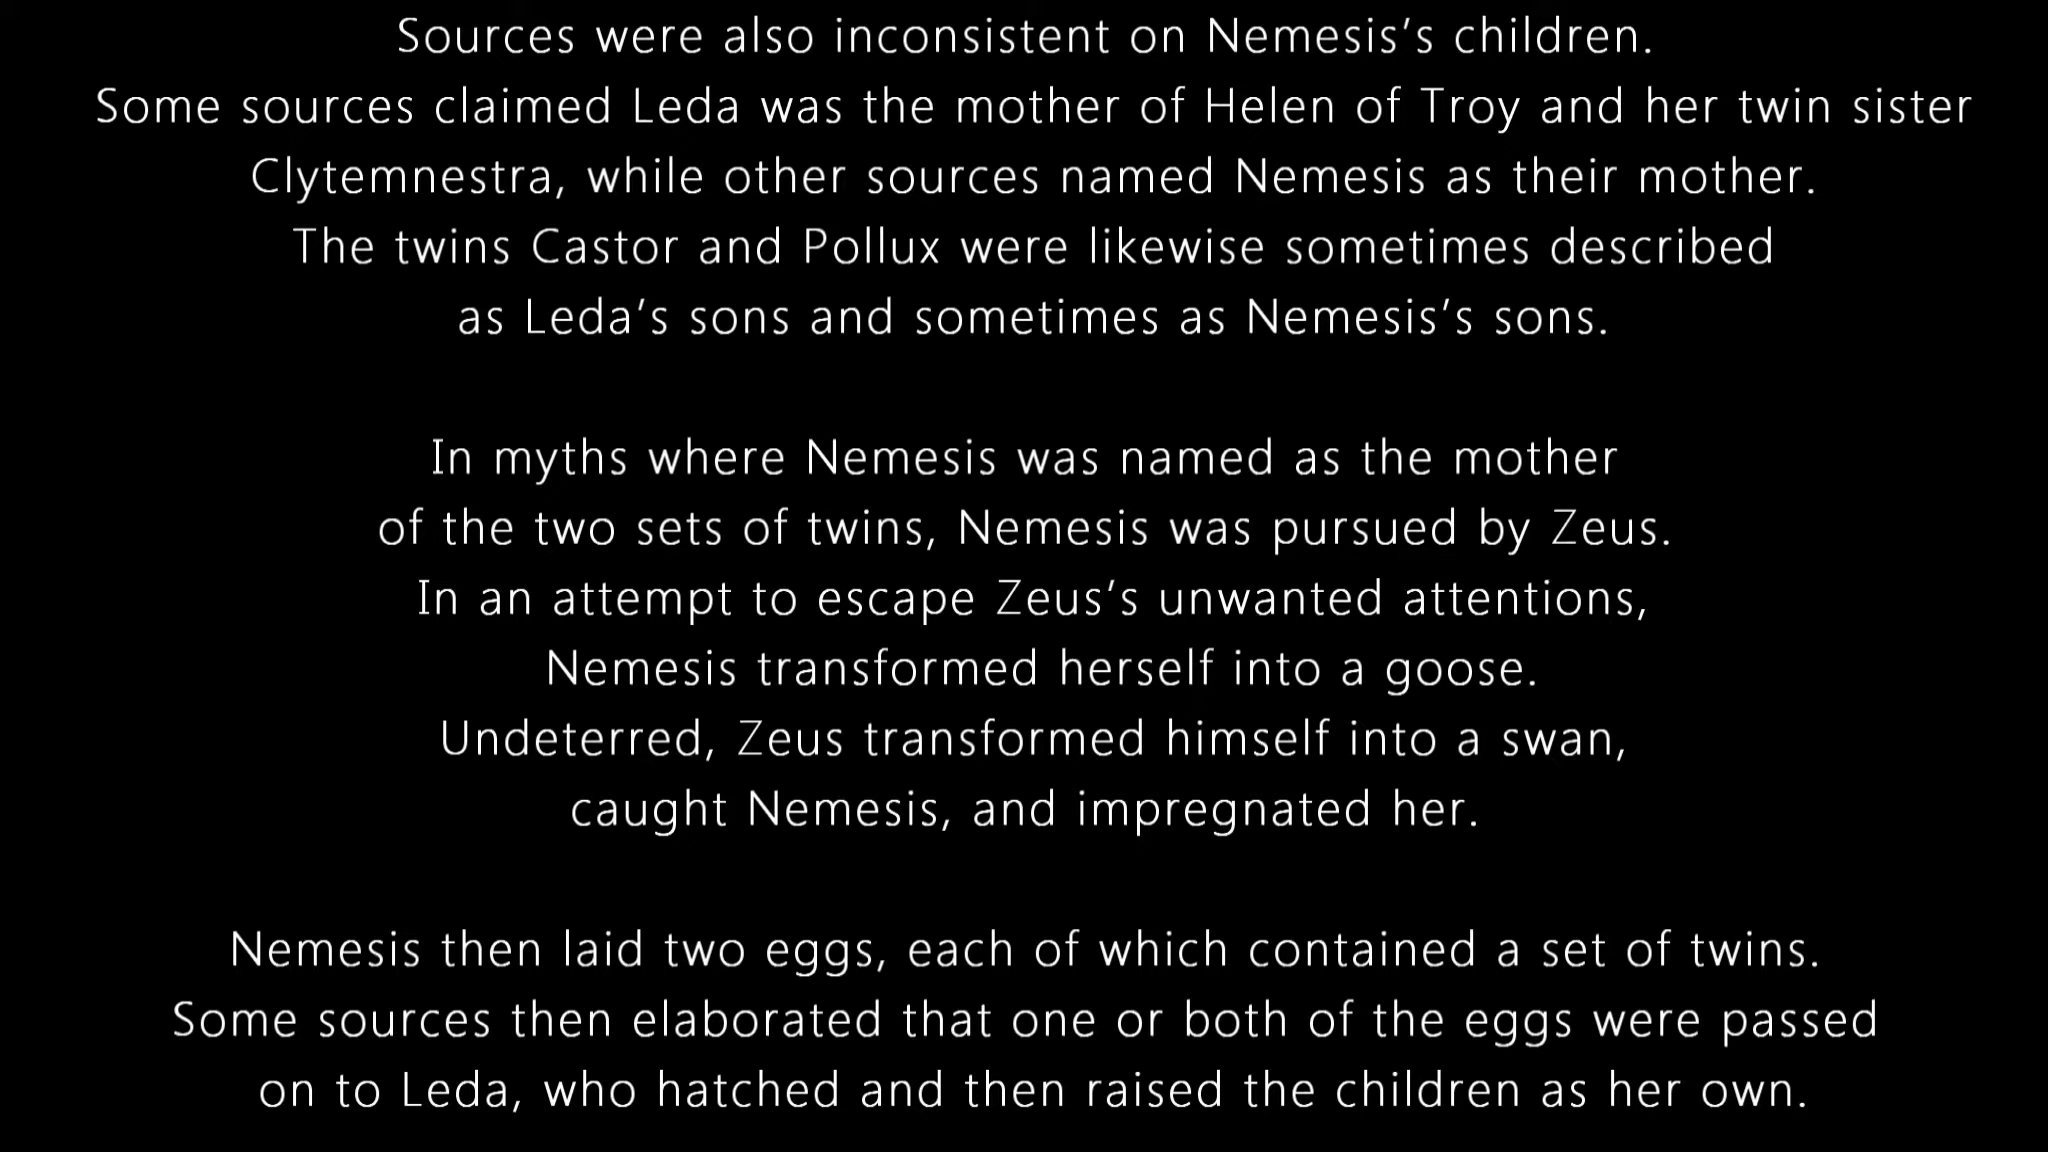 Sources were also inconsistent on Nemesis’s children.
Some sources claimed Leda was the mother of Helen of Troy and her twin sister
Clytemnestra, while other sources named Nemesis as their mother.
The twins Castor and Pollux were likewise sometimes described
as Leda’s sons and sometimes as Nemesis’s sons.
In myths where Nemesis was named as the mother
of the two sets of twins, Nemesis was pursued by Zeus.
In an attempt to escape Zeus’s unwanted attentions,
Nemesis transformed herself into a goose.
Undeterred, Zeus transformed himself into a swan,
caught Nemesis, and impregnated her.
Nemesis then laid two eggs, each of which contained a set of twins.
Some sources then elaborated that one or both of the eggs were passed
on to Leda, who hatched and then raised the children as her own.